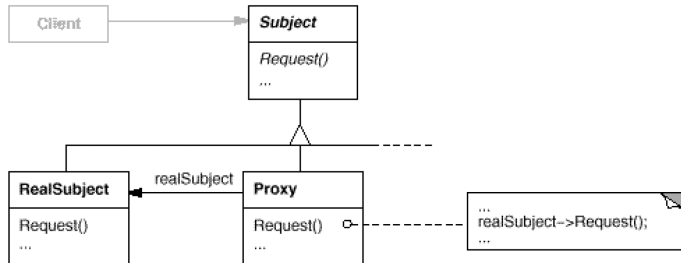 Client
Subject
Request()
...
realSubject
RealSubject
Request()
...
Proxy
Request()
...
...
realSubject->Request();
...